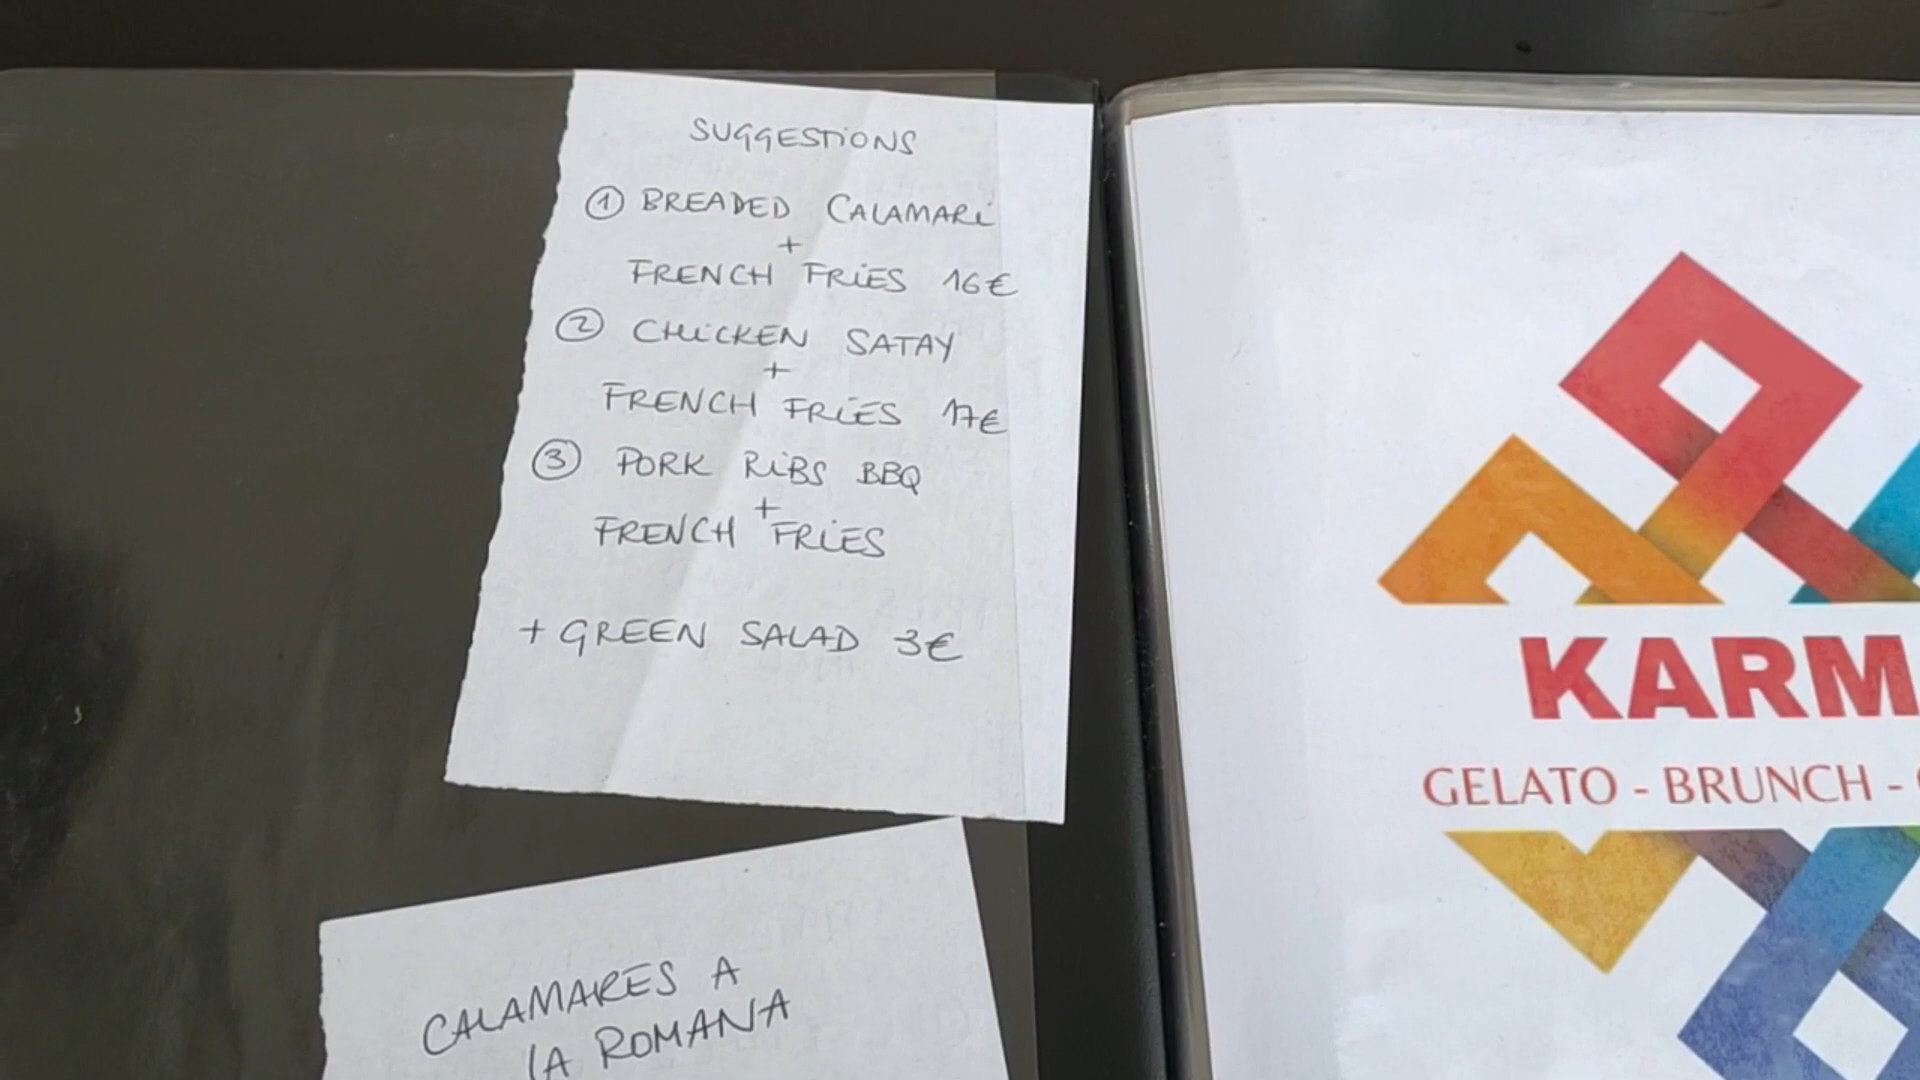 SUGGESTIONS
1 BREADED CALAMARI
+
FRENCH FRIES 16€
2 CHICKEN SATAY
+
FRENCH FRIES 17€
3 PORK RIBS BBQ
+
FRENCH FRIES
+ GREEN SALAD 3€
CALAMARES A
LA ROMANA
KARM
GELATO - BRUNCH -